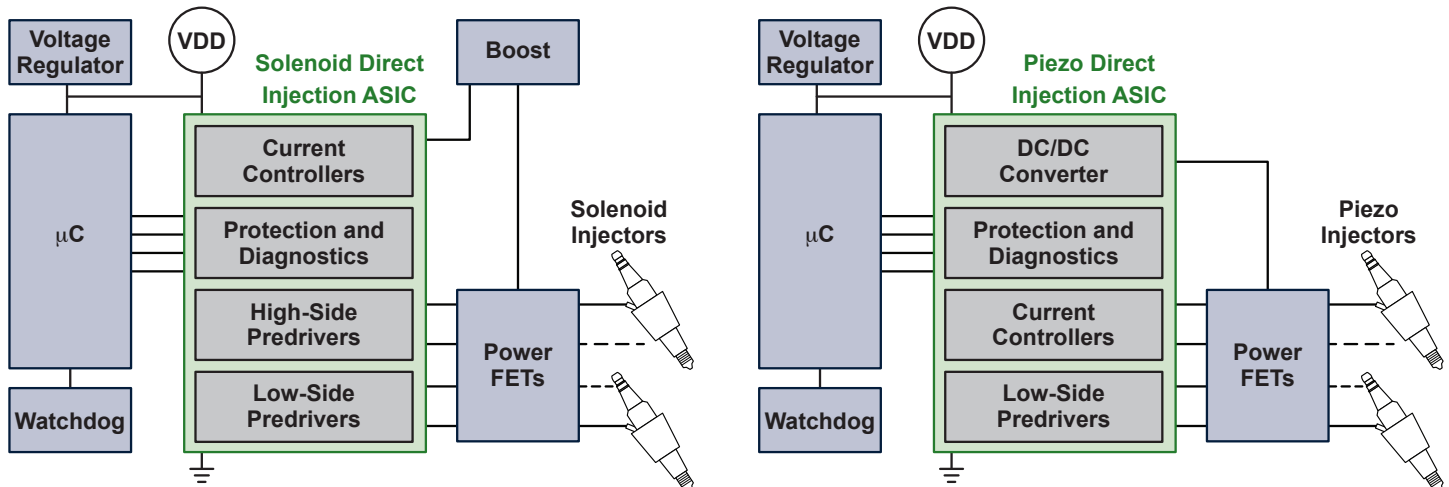 Voltage
Regulator
VDD
Solenoid Direct
Injection ASIC
Boost
Current
Controllers
μC
Protection and
Diagnostics
Solenoid
Injectors
High-Side
Predrivers
Power
FETs
Low-Side
Predrivers
Watchdog
Voltage
Regulator
VDD
Piezo Direct
Injection ASIC
DC/DC
Converter
μC
Protection and
Diagnostics
Piezo
Injectors
Current
Controllers
Power
FETs
Low-Side
Predrivers
Watchdog